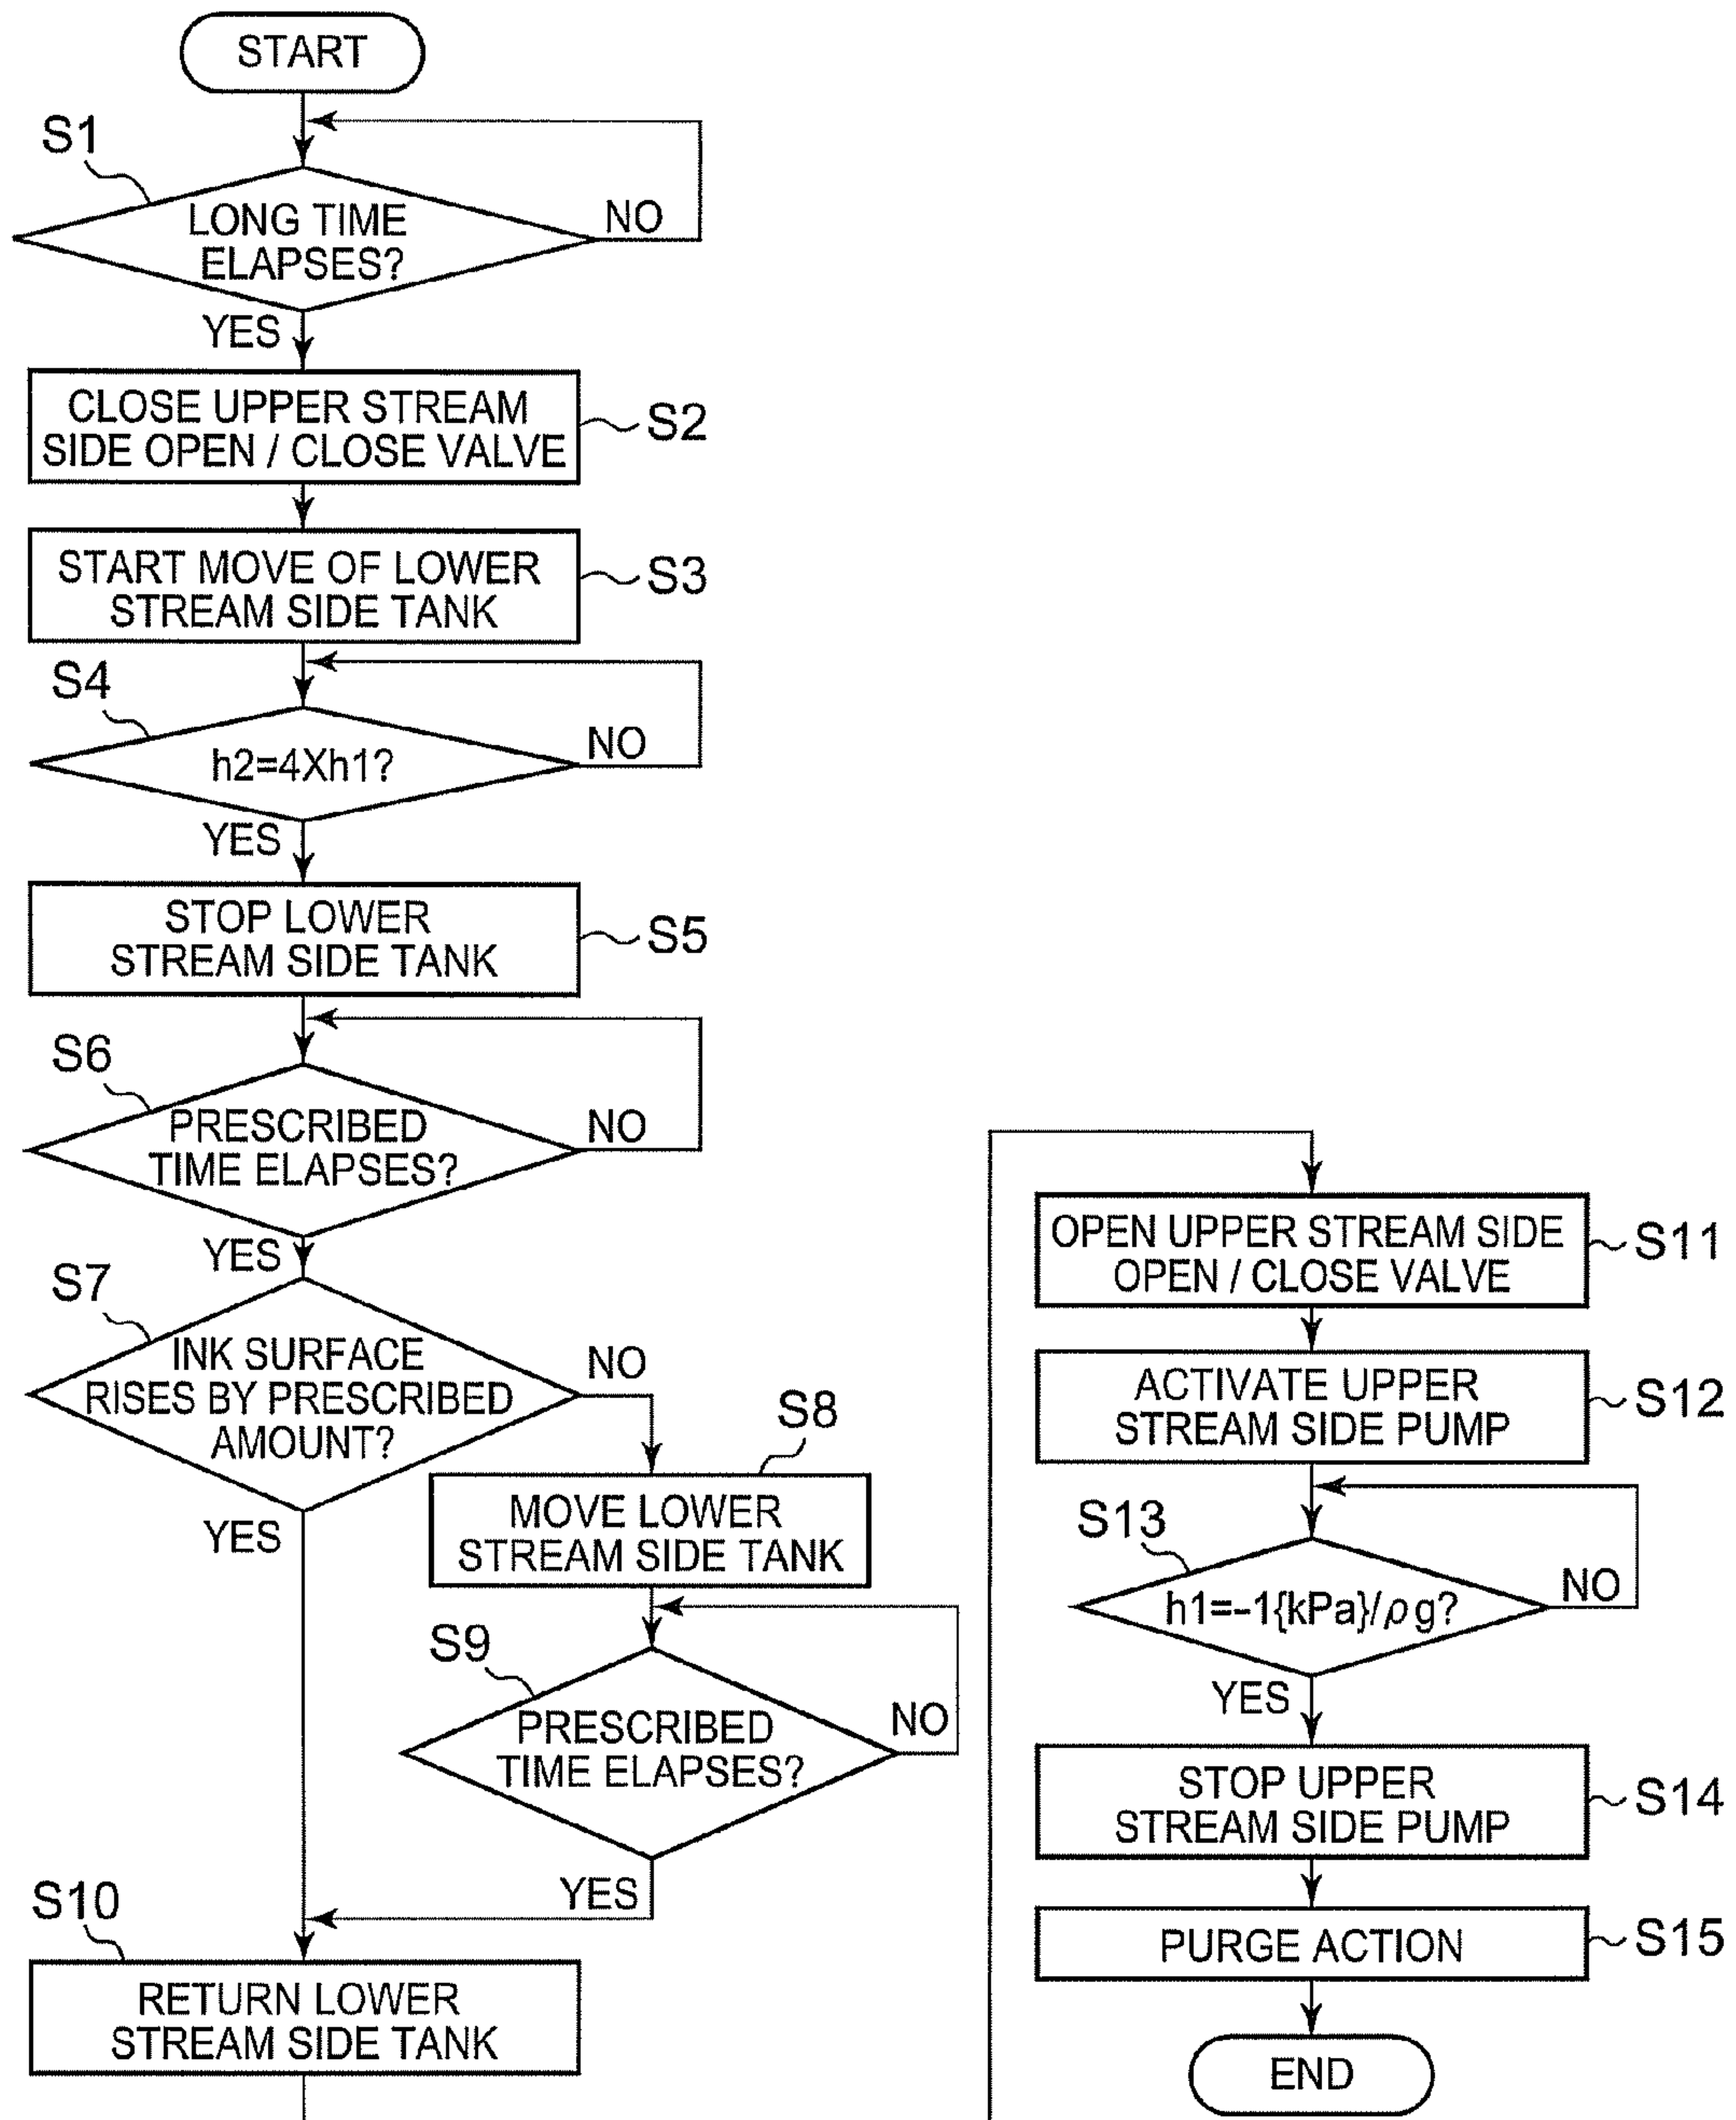 START
S1
LONG TIME
ELAPSES?
NO
YES
CLOSE UPPER STREAM
SIDE OPEN / CLOSE VALVE
S2
START MOVE OF LOWER
STREAM SIDE TANK
S3
S4
h2=4Xh1?
NO
YES
STOP LOWER
STREAM SIDE TANK
S5
S6
PRESCRIBED
TIME ELAPSES?
NO
YES
S7
INK SURFACE
RISES BY PRESCRIBED
AMOUNT?
NO
YES
S8
MOVE LOWER
STREAM SIDE TANK
S9
PRESCRIBED
TIME ELAPSES?
NO
YES
S10
RETURN LOWER
STREAM SIDE TANK
OPEN UPPER STREAM SIDE
OPEN / CLOSE VALVE
S11
ACTIVATE UPPER
STREAM SIDE PUMP
S12
S13
h1=-1{kPa}/ρg?
NO
YES
STOP UPPER
STREAM SIDE PUMP
S14
PURGE ACTION
S15
END